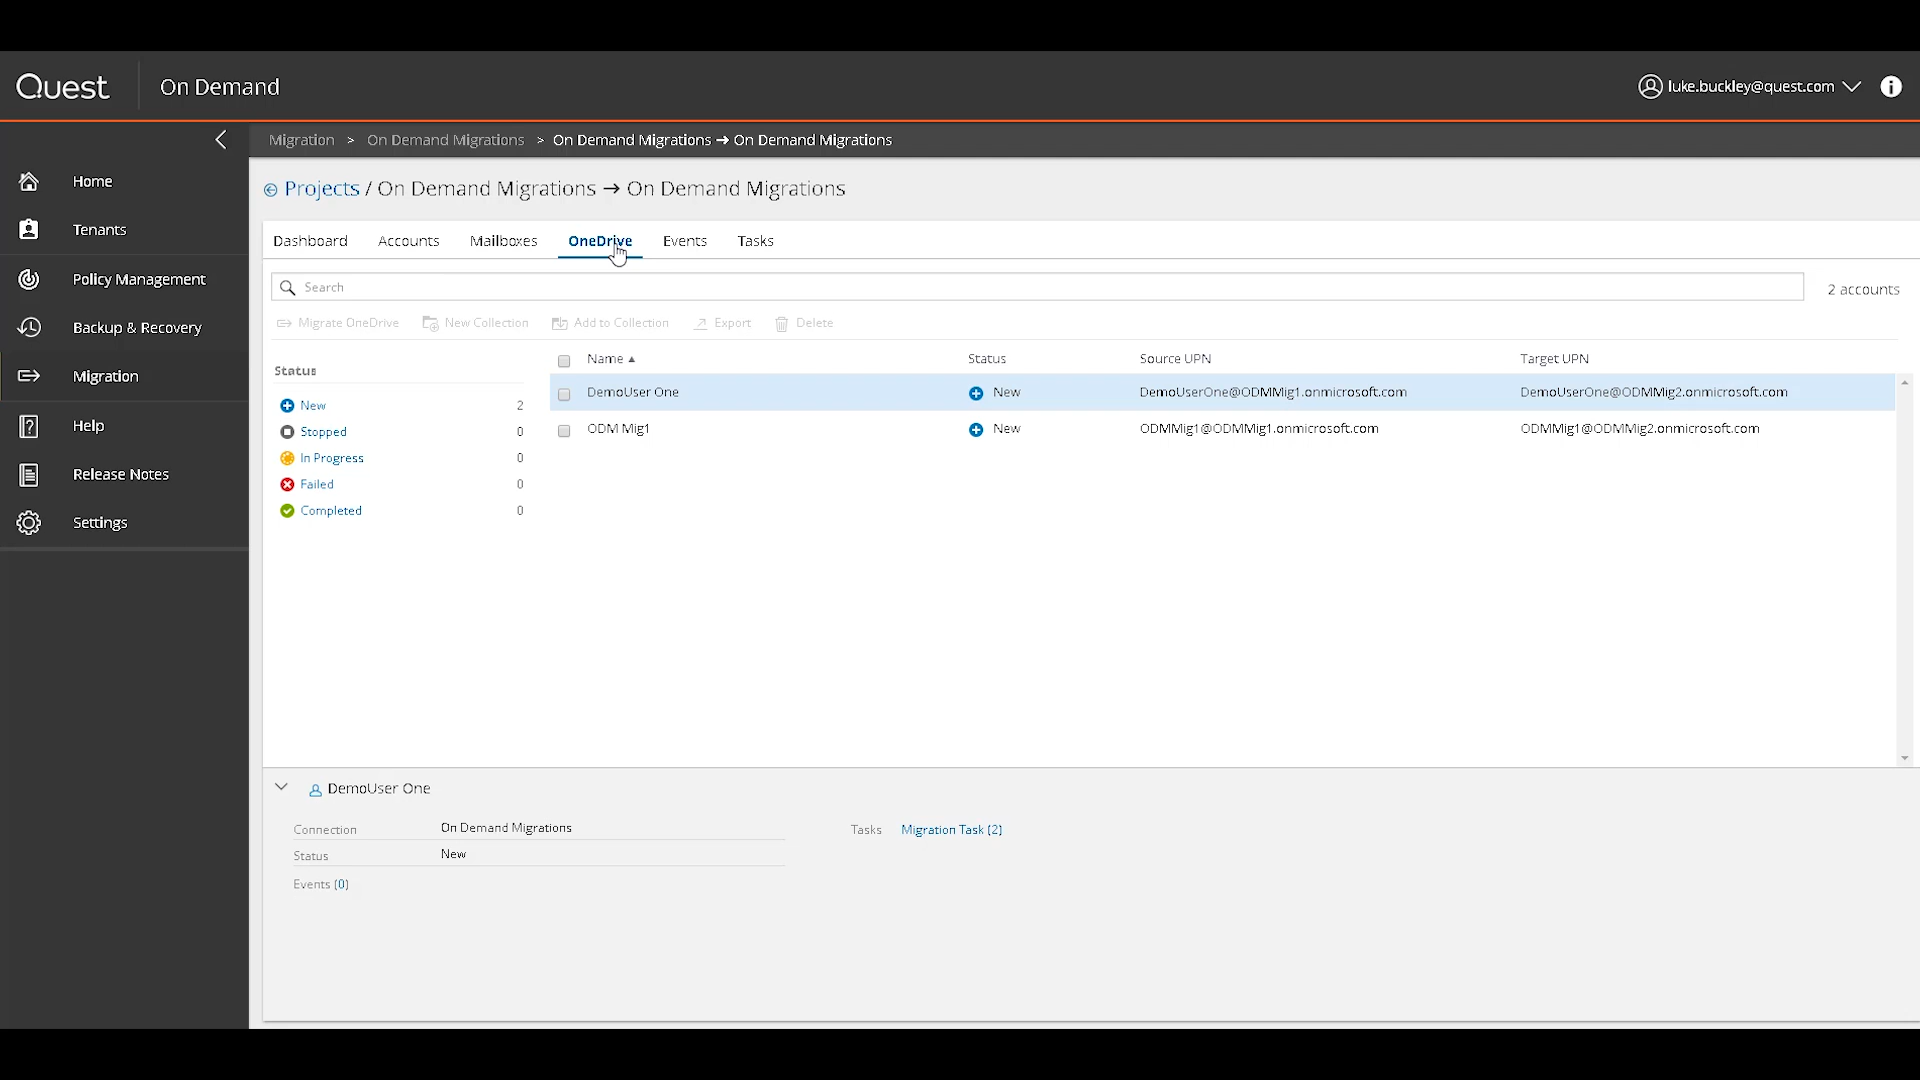 Quest On Demand luke.buckley@quest.com
Migration > On Demand Migrations > On Demand Migrations → On Demand Migrations
Home
Tenants
Policy Management
Backup & Recovery
Migration
Help
Release Notes
Settings
Projects / On Demand Migrations → On Demand Migrations
Dashboard Accounts Mailboxes OneDrive Events Tasks
Search 2 accounts
Migrate OneDrive New Collection Add to Collection Export Delete
Status
New 2
Stopped 0
In Progress 0
Failed 0
Completed 0
Name Status Source UPN Target UPN
DemoUser One New DemoUserOne@ODMMig1.onmicrosoft.com DemoUserOne@ODMMig2.onmicrosoft.com
ODM Mig1 New ODMMig1@ODMMig1.onmicrosoft.com ODMMig1@ODMMig2.onmicrosoft.com
DemoUser One
Connection On Demand Migrations Tasks Migration Task (2)
Status New
Events (0)